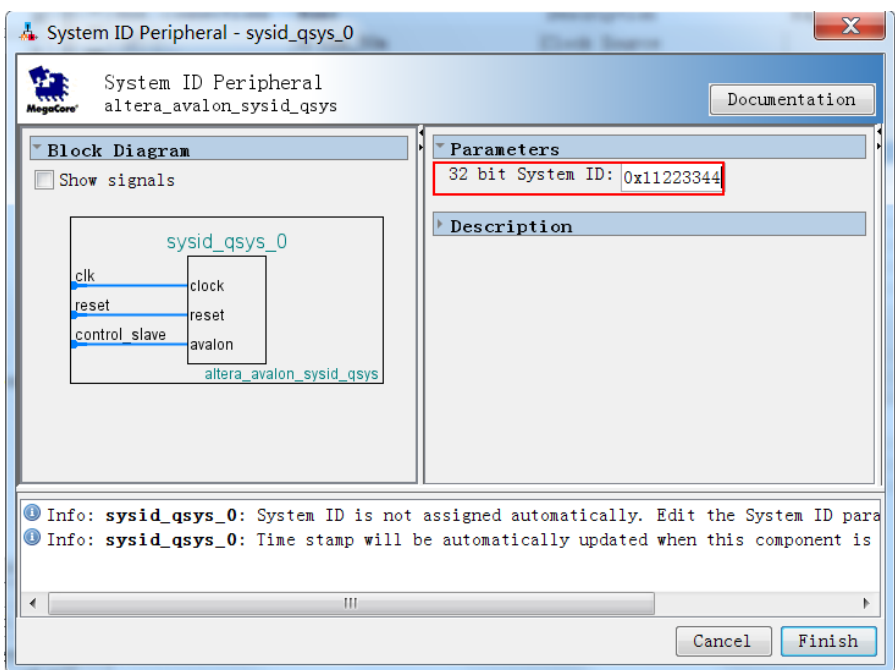 System ID Peripheral - sysid_qsys_0
System ID Peripheral
altera_avalon_sysid_qsys
MegaCore®
Documentation
Block Diagram
Show signals
sysid_qsys_0
clk
clock
reset
reset
control_slave
avalon
altera_avalon_sysid_qsys
Parameters
32 bit System ID: 0x11223344
Description
Info: sysid_qsys_0: System ID is not assigned automatically. Edit the System ID para
Info: sysid_qsys_0: Time stamp will be automatically updated when this component is
Cancel
Finish